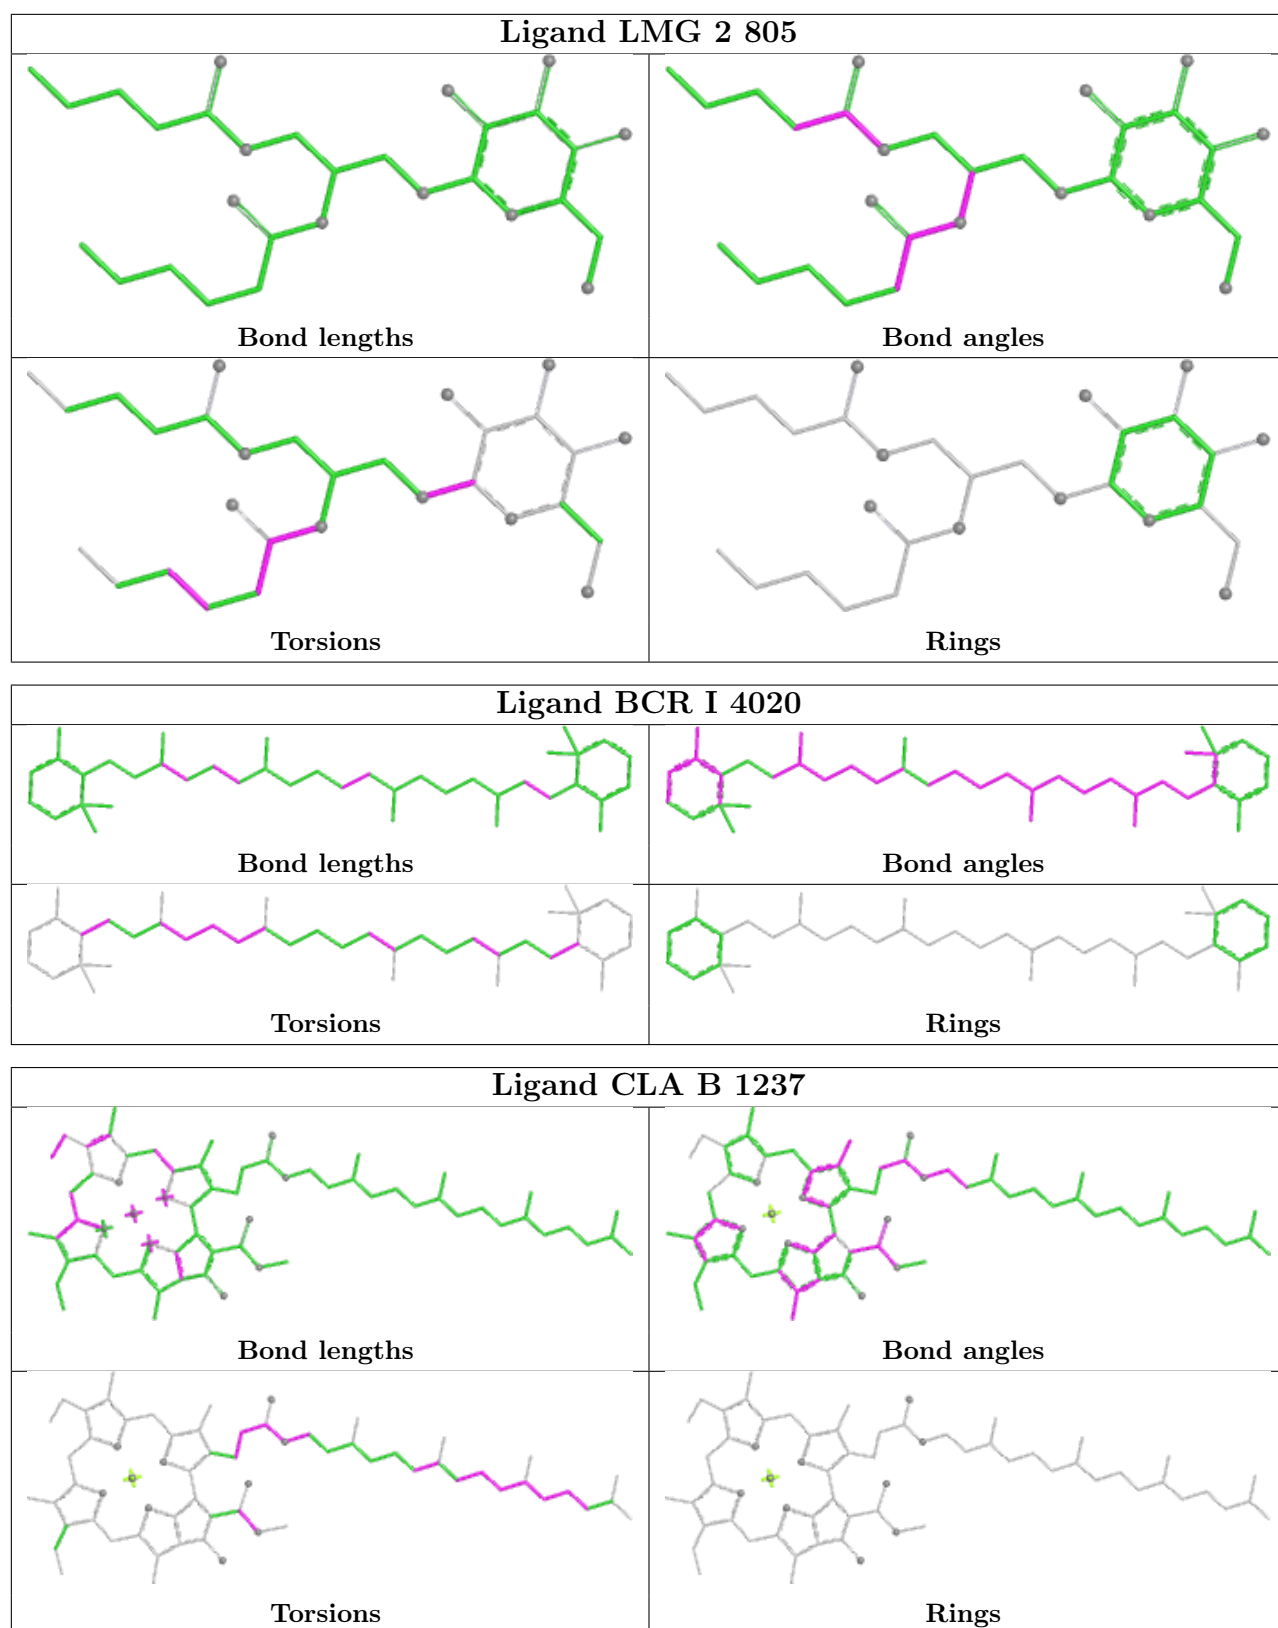 Ligand LMG 2 805
Bond lengths
Bond angles
Torsions
Rings
Ligand BCR I 4020
Bond lengths
Bond angles
Torsions
Rings
Ligand CLA B 1237
Bond lengths
Bond angles
Torsions
Rings